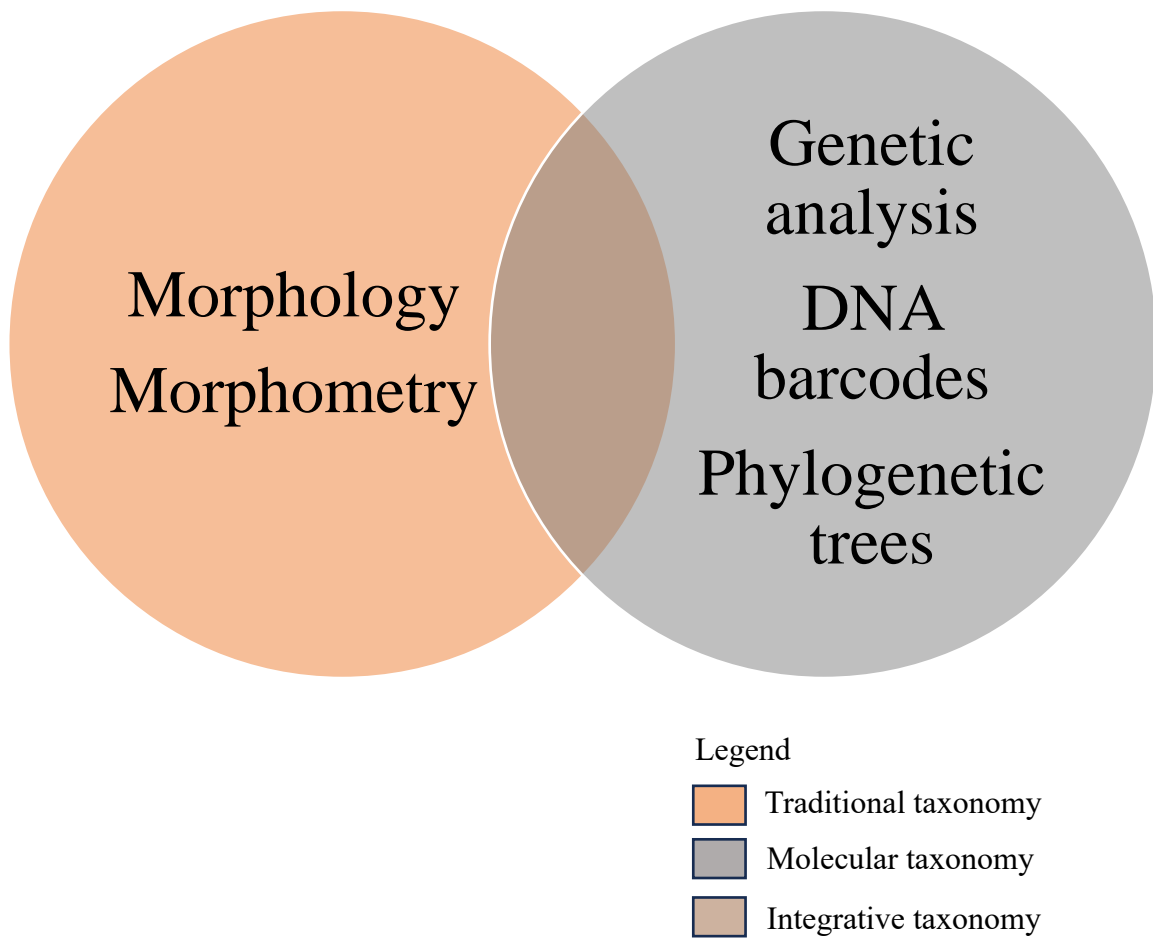 Morphology
Morphometry
Genetic
analysis
DNA
barcodes
Phylogenetic
trees
Legend
Traditional taxonomy
Molecular taxonomy
Integrative taxonomy